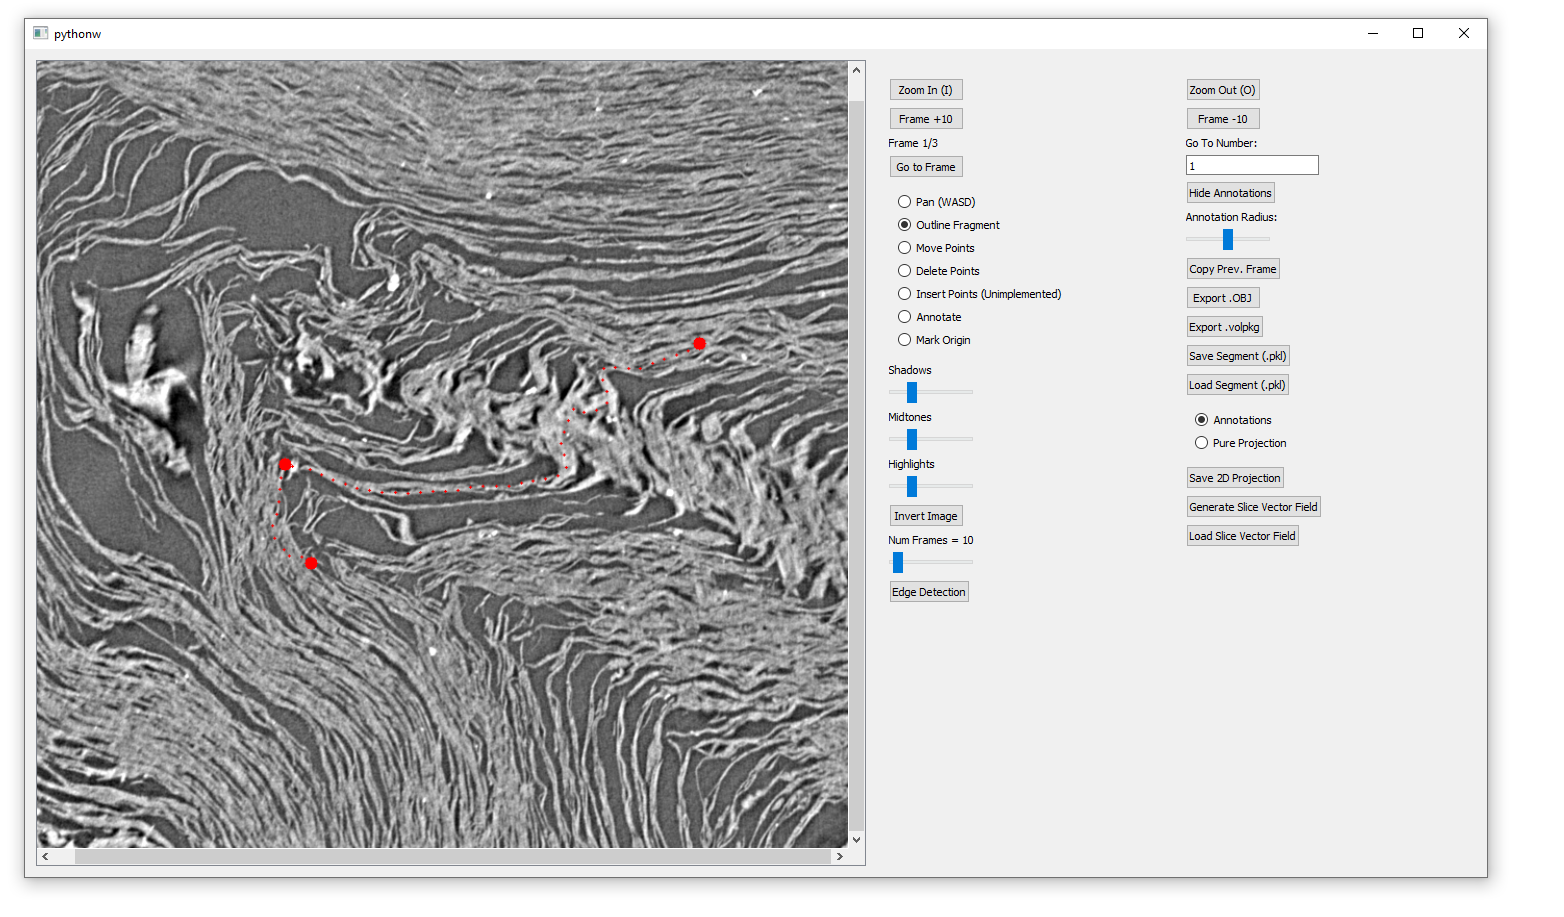 pythonw
Zoom In (I)
Zoom Out (O)
Frame +10
Frame -10
Frame 1/3
Go To Number:
Go to Frame
1
Hide Annotations
Pan (WASD)
Outline Fragment
Move Points
Delete Points
Insert Points (Unimplemented)
Annotate
Mark Origin
Annotation Radius:
Copy Prev. Frame
Export .OBJ
Export .volpkg
Save Segment (.pkl)
Load Segment (.pkl)
Shadows
Midtones
Highlights
Annotations
Pure Projection
Invert Image
Num Frames = 10
Edge Detection
Save 2D Projection
Generate Slice Vector Field
Load Slice Vector Field